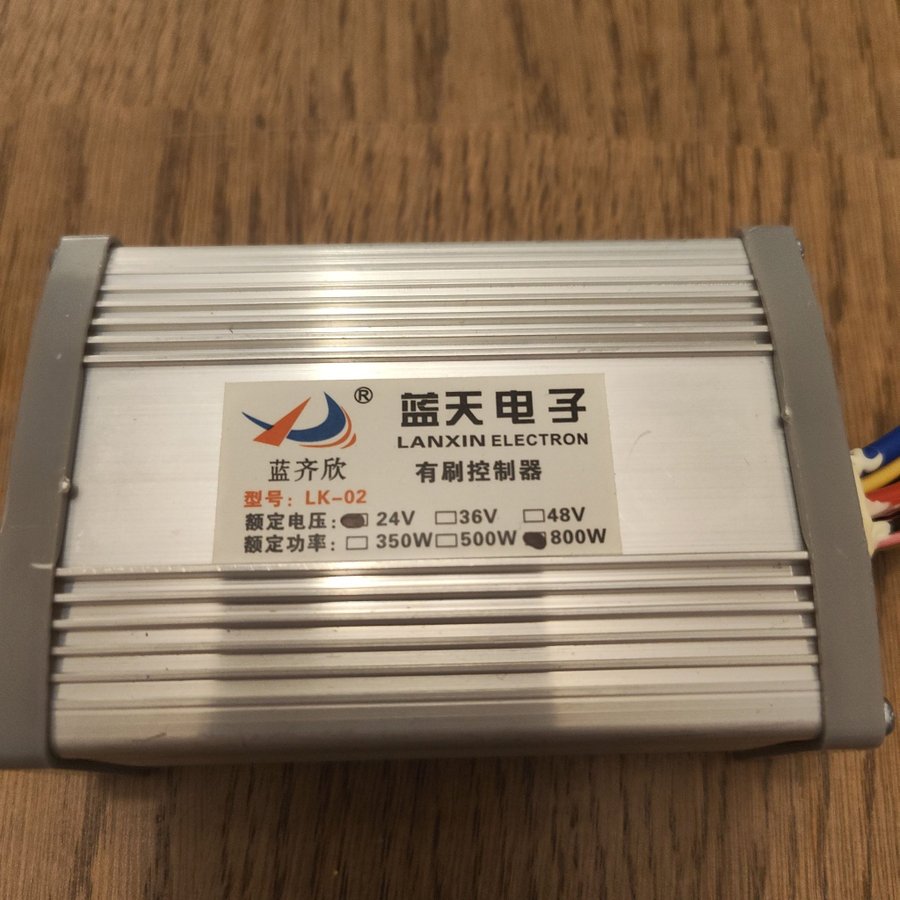 ® 蓝天电子
LANXIN ELECTRON
蓝齐欣 有刷控制器
型号：LK-02
额定电压： 24V 36V 48V
额定功率： 350W 500W 800W